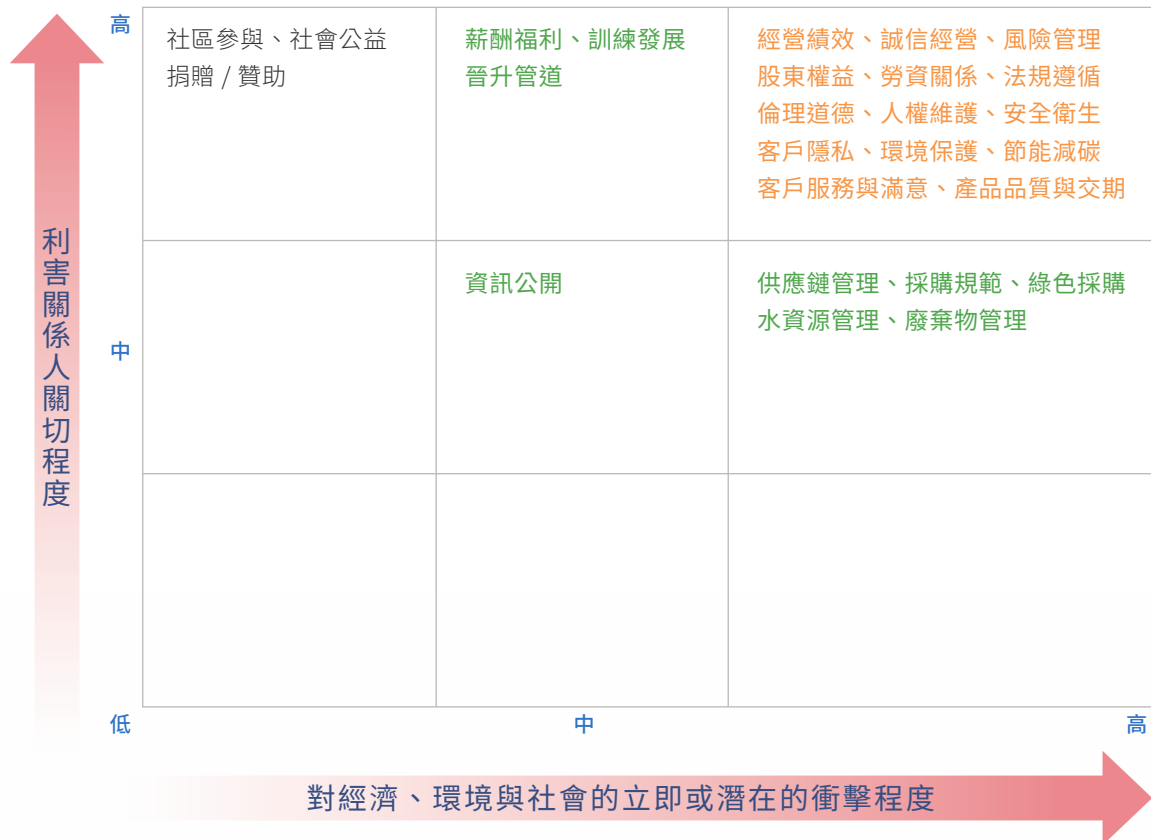 高
社區參與、社會公益
捐贈 / 贊助
薪酬福利、訓練發展
晉升管道
經營績效、誠信經營、風險管理
股東權益、勞資關係、法規遵循
倫理道德、人權維護、安全衛生
客戶隱私、環境保護、節能減碳
客戶服務與滿意、產品品質與交期
利害關係人關切程度
中
資訊公開
供應鏈管理、採購規範、綠色採購
水資源管理、廢棄物管理
低
中
高
對經濟、環境與社會的立即或潛在的衝擊程度